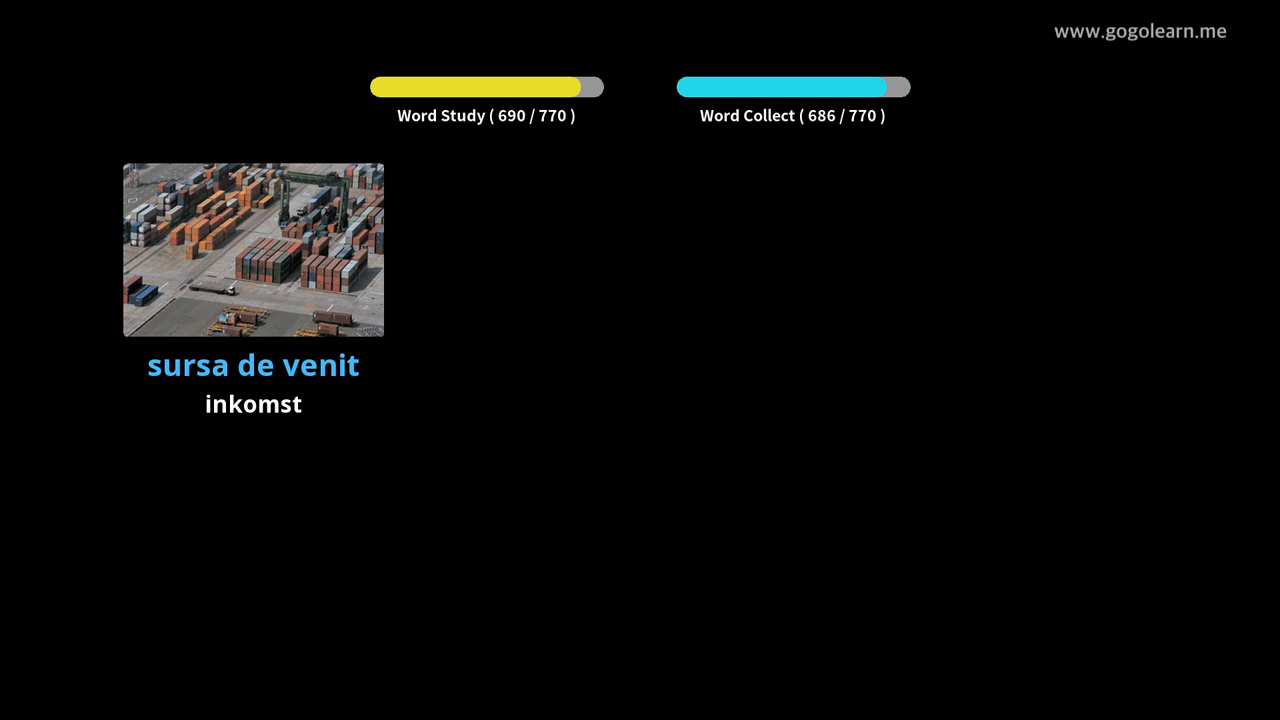 www.gogolearn.me
Word Study ( 690 / 770 )
Word Collect ( 686 / 770 )
sursa de venit
inkomst